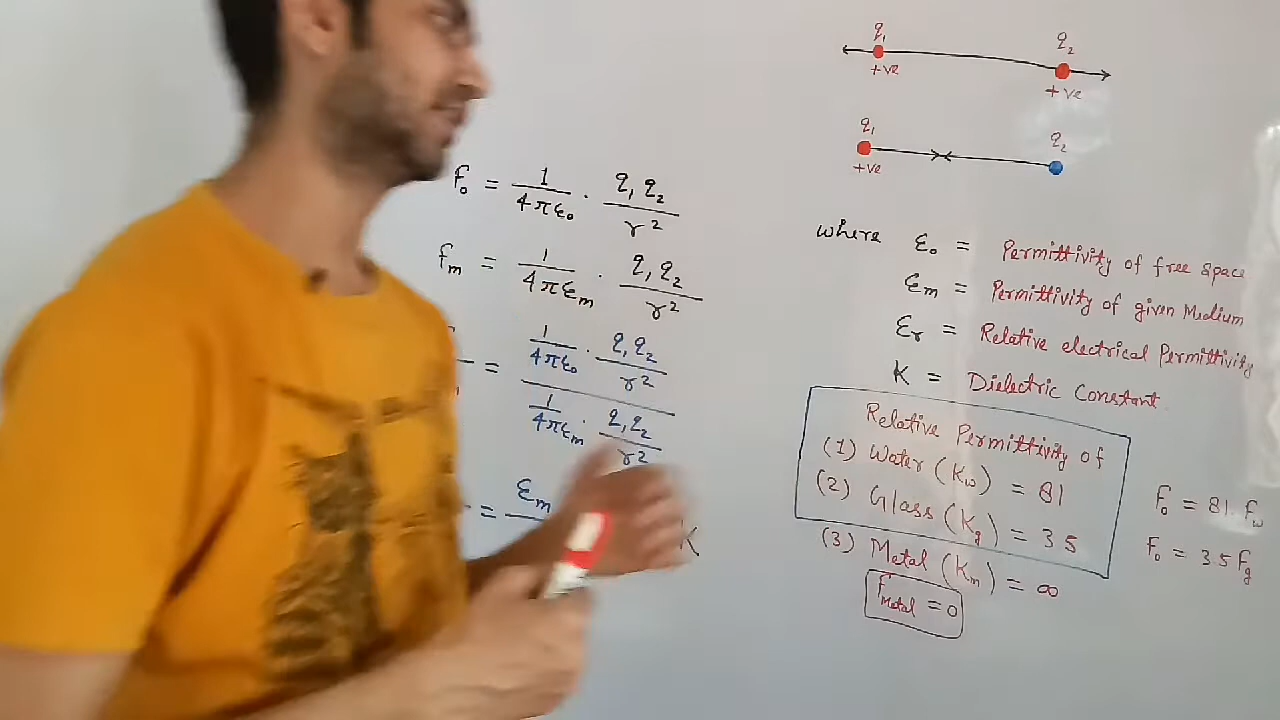 q₁ q₂
+ve +ve
q₁ q₂
+ve
F₀ = 1/4πε₀ · q₁q₂/r²
Fm = 1/4πεm · q₁q₂/r²
= 1/4πε₀ · q₁q₂/r²
1/4πεm · q₁q₂/r²
= εm
K
where ε₀ = Permittivity of free space
εm = Permittivity of given Medium
εr = Relative electrical Permittivity
K = Dielectric Constant
Relative Permittivity of
(1) Water (Kw) = 81
(2) Glass (Kg) = 35
(3) Metal (Km) = ∞
Fmetal = 0
F₀ = 81 Fw
F₀ = 35 Fg